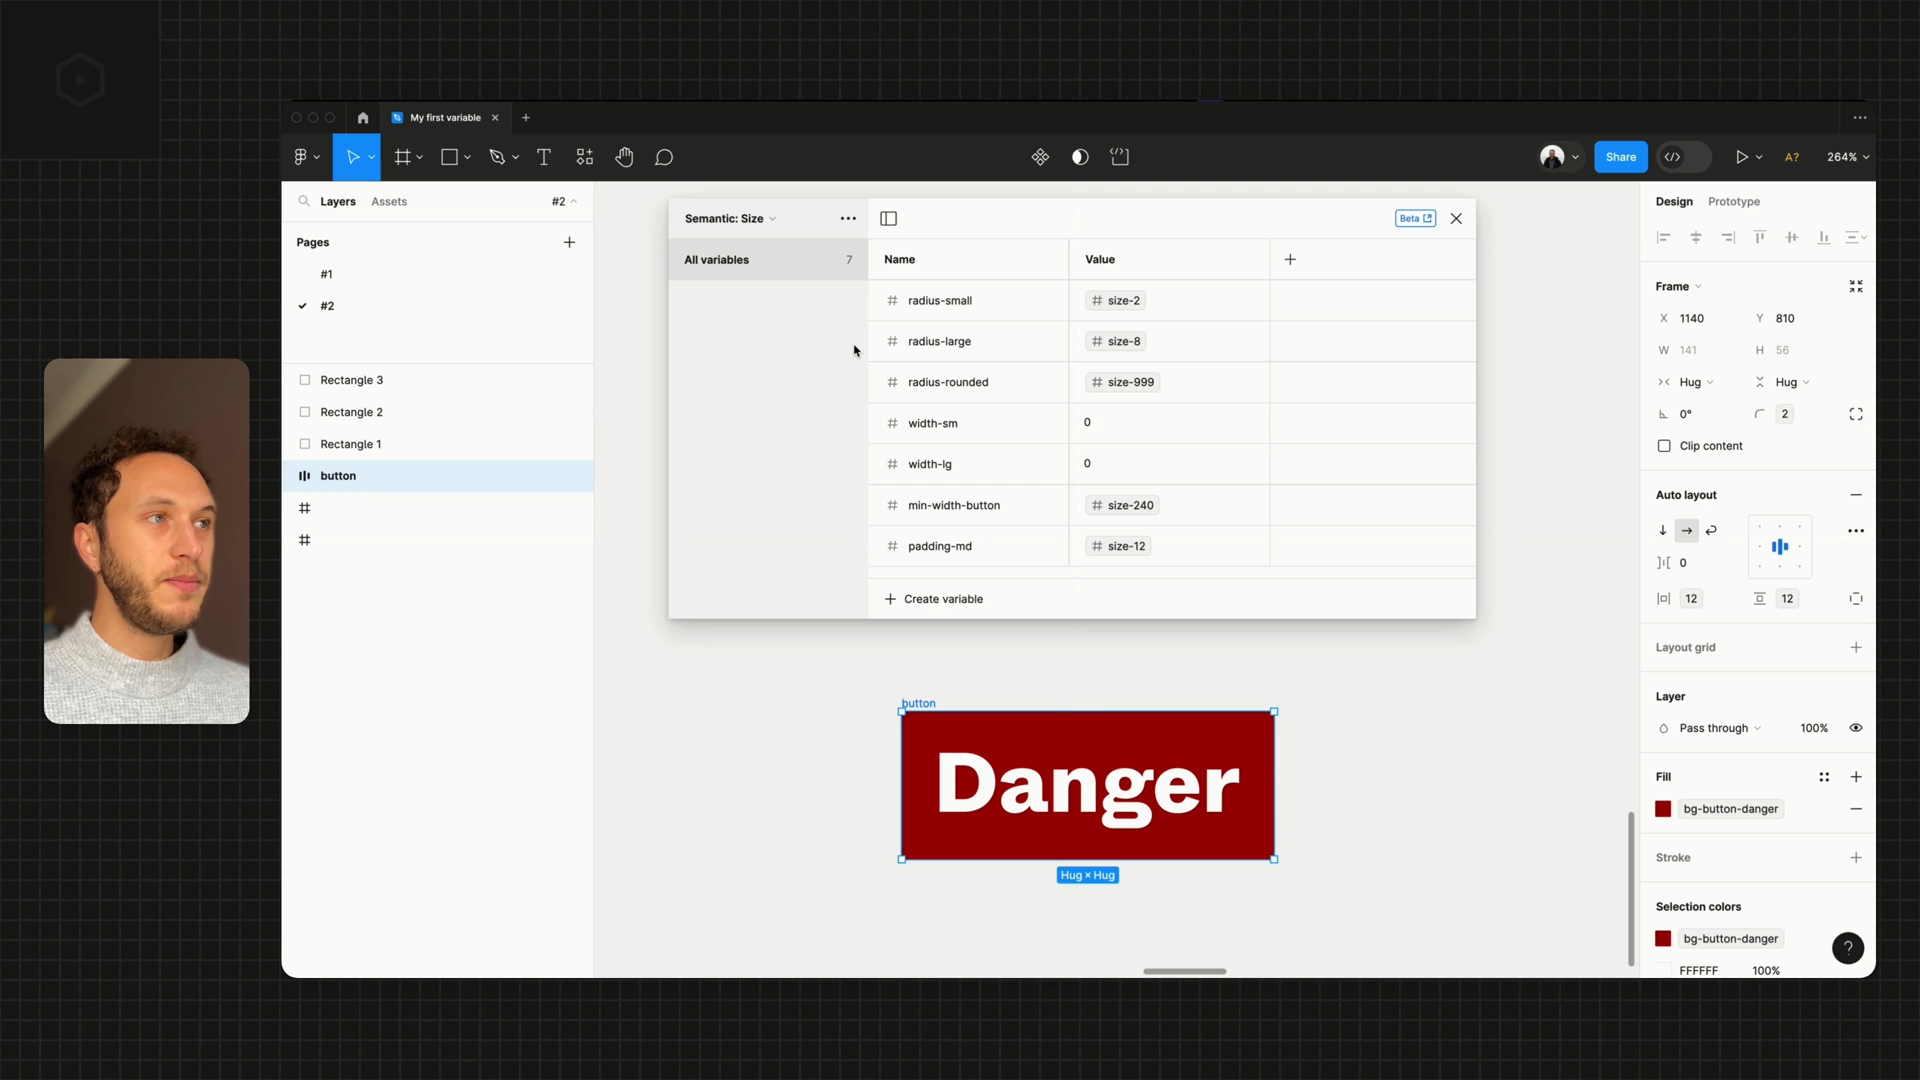 My first variable
Share
A?
264%
Layers
Assets
#2
Pages
#1
#2
Rectangle 3
Rectangle 2
Rectangle 1
button
Semantic: Size
Beta
All variables
7
Name
Value
radius-small
size-2
radius-large
size-8
radius-rounded
size-999
width-sm
0
width-lg
0
min-width-button
size-240
padding-md
size-12
Create variable
button
Danger
Hug × Hug
Design
Prototype
Frame
X 1140
Y 810
W 141
H 56
Hug
Hug
0°
2
Clip content
Auto layout
0
12
12
Layout grid
Layer
Pass through
100%
Fill
bg-button-danger
Stroke
Selection colors
bg-button-danger
?
FFFFFF
100%